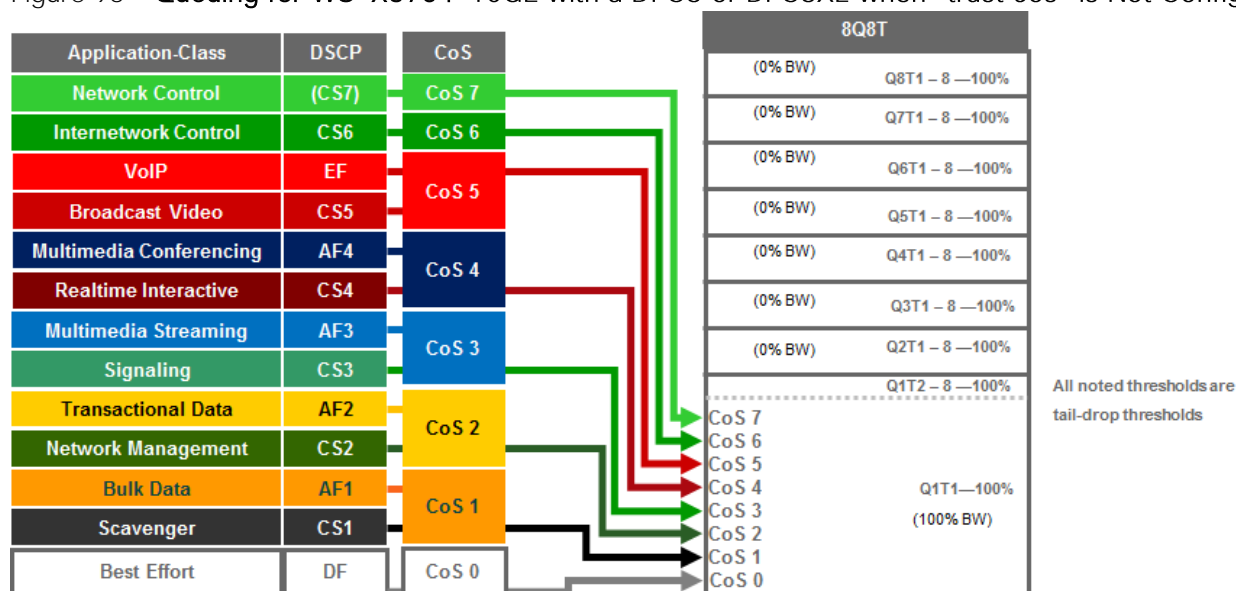 8Q8T
Application-Class DSCP CoS
Network Control (CS7) CoS 7
Internetwork Control CS6 CoS 6
VoIP EF CoS 5
Broadcast Video CS5
Multimedia Conferencing AF4 CoS 4
Realtime Interactive CS4
Multimedia Streaming AF3 CoS 3
Signaling CS3
Transactional Data AF2 CoS 2
Network Management CS2
Bulk Data AF1 CoS 1
Scavenger CS1
Best Effort DF CoS 0
(0% BW) Q8T1 – 8 —100%
(0% BW) Q7T1 – 8 —100%
(0% BW) Q6T1 – 8 —100%
(0% BW) Q5T1 – 8 —100%
(0% BW) Q4T1 – 8 —100%
(0% BW) Q3T1 – 8 —100%
(0% BW) Q2T1 – 8 —100%
Q1T2 – 8 —100%
CoS 7
CoS 6
CoS 5
CoS 4
CoS 3
CoS 2
CoS 1
CoS 0
Q1T1—100%
(100% BW)
All noted thresholds are
tail-drop thresholds